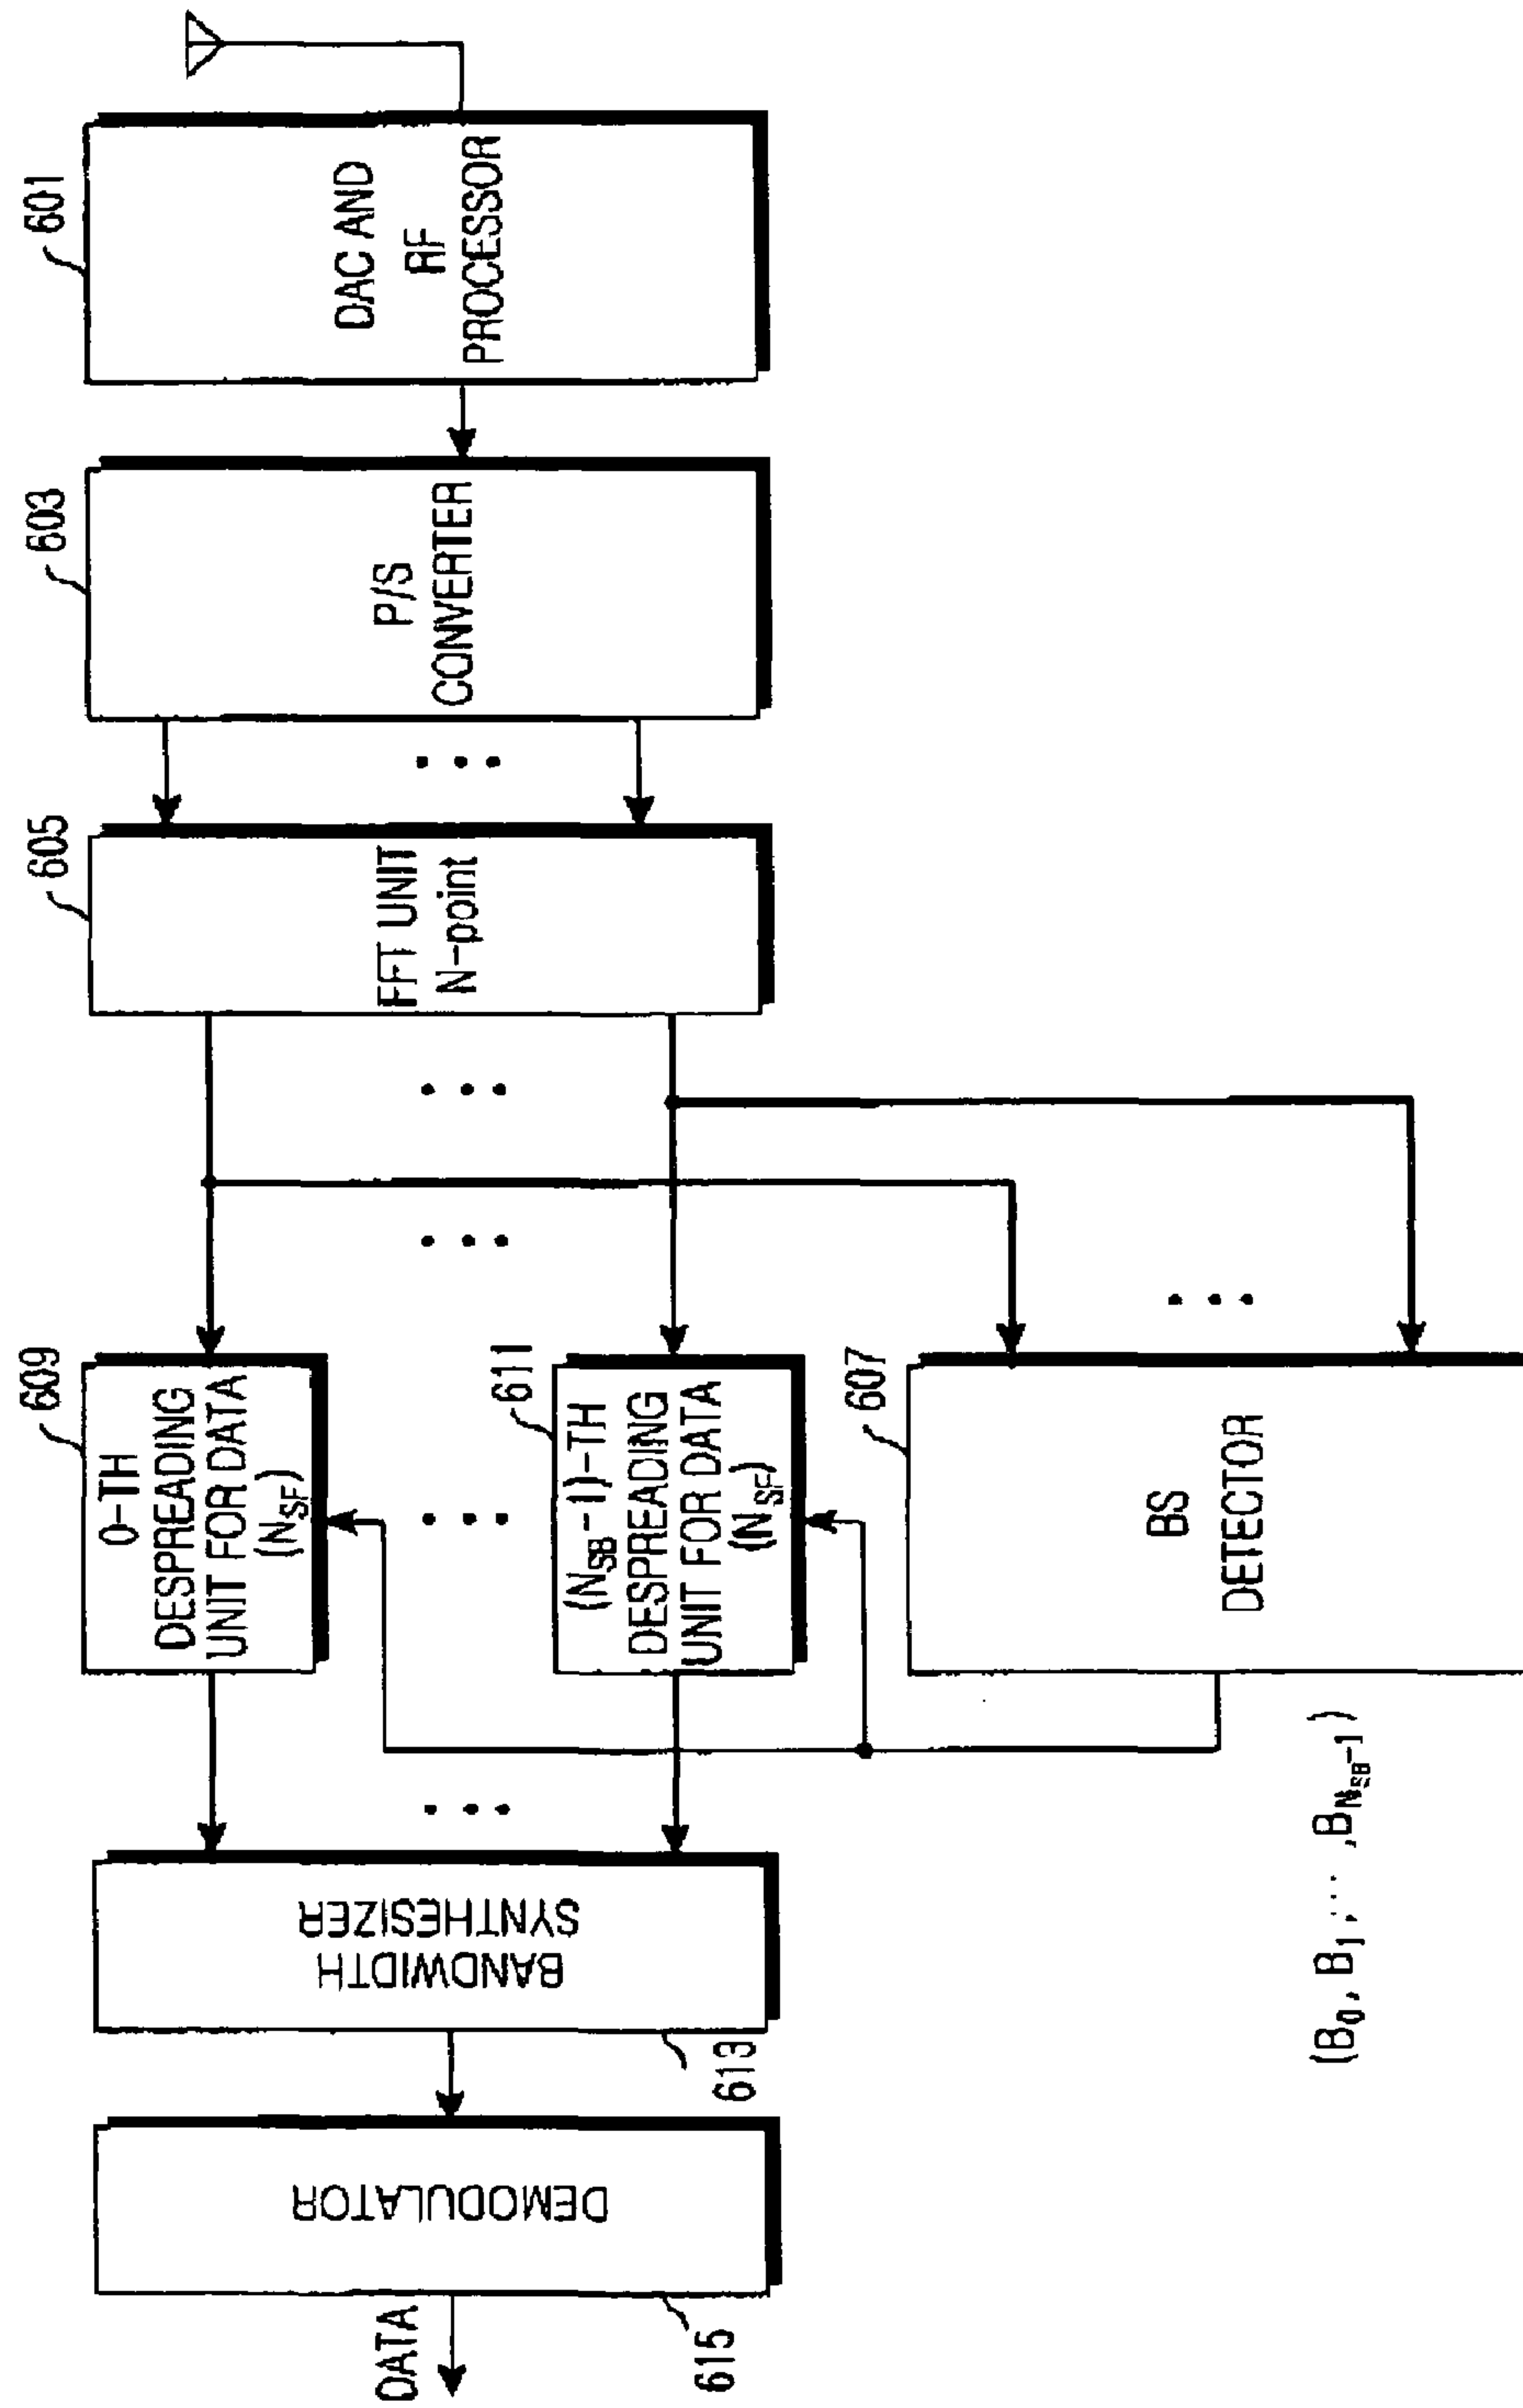 601
DAC AND
RF
PROCESSOR
603
P/S
CONVERTER
605
FFT UNIT
N-point
609
0-TH
DESPREADING
UNIT FOR DATA
(N_SF)
611
(N_SB-1)-TH
DESPREADING
UNIT FOR DATA
(N_SF)
607
BS
DETECTOR
(B_0, B_1, ... ,B_{N_SB-1})
BANDWIDTH
SYNTHESIZER
613
DEMODULATOR
615
DATA